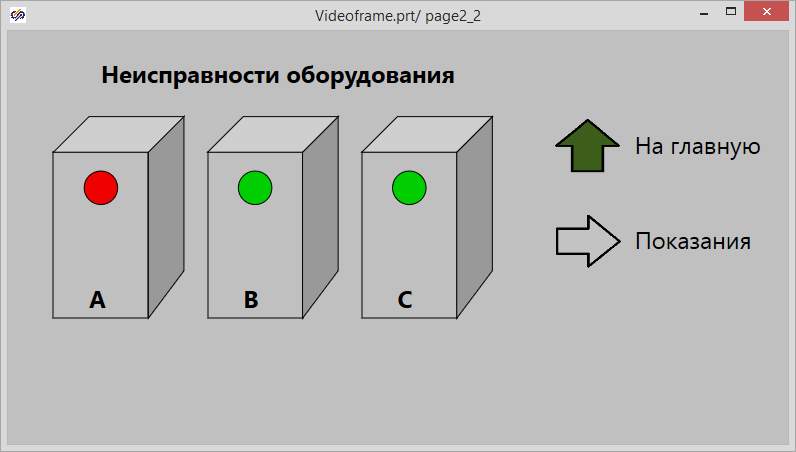 Videoframe.prt/ page2_2
Неисправности оборудования
На главную
Показания
A
B
C